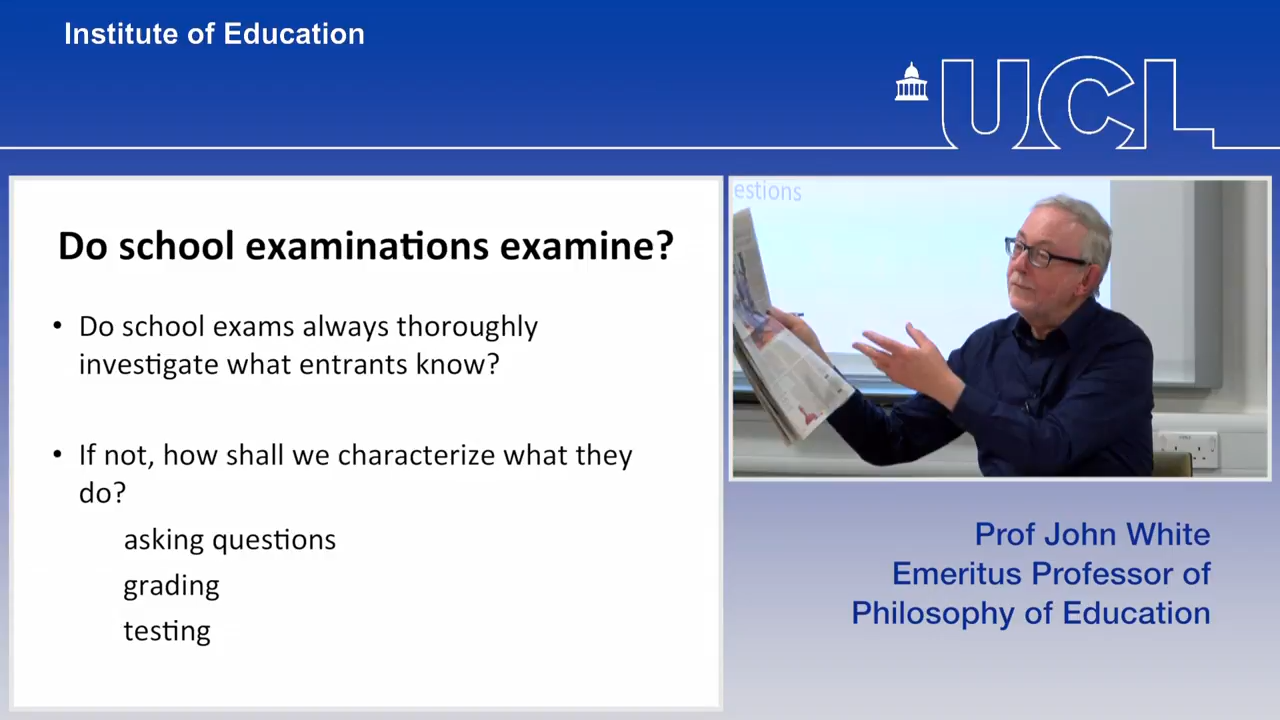 Institute of Education
UCL
Do school examinations examine?
• Do school exams always thoroughly
investigate what entrants know?
• If not, how shall we characterize what they
do?
asking questions
grading
testing
estions
Prof John White
Emeritus Professor of
Philosophy of Education